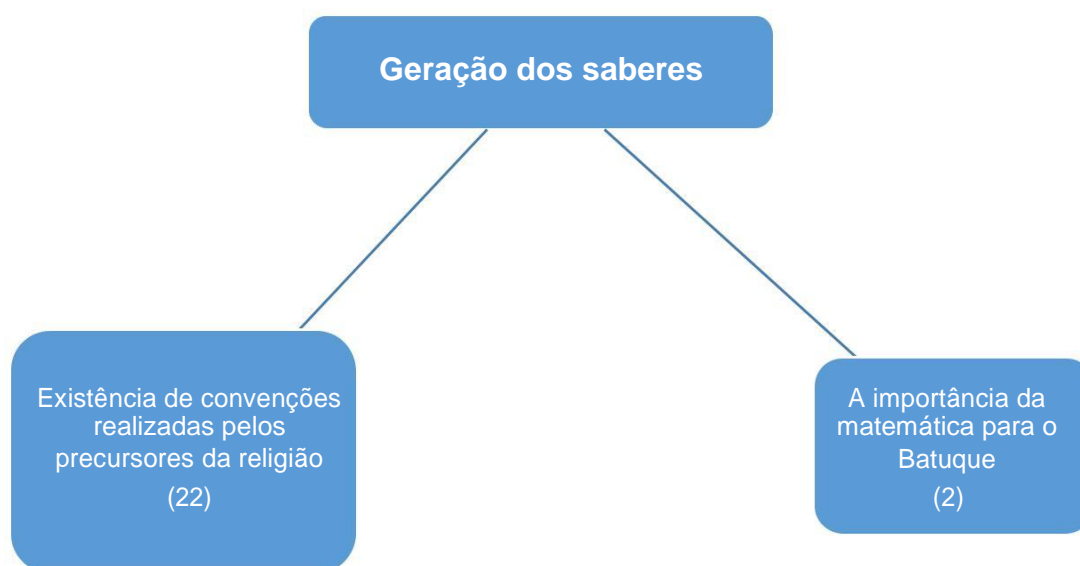 Geração dos saberes
Existência de convenções
realizadas pelos
precursores da religião
(22)
A importância da
matemática para o
Batuque
(2)